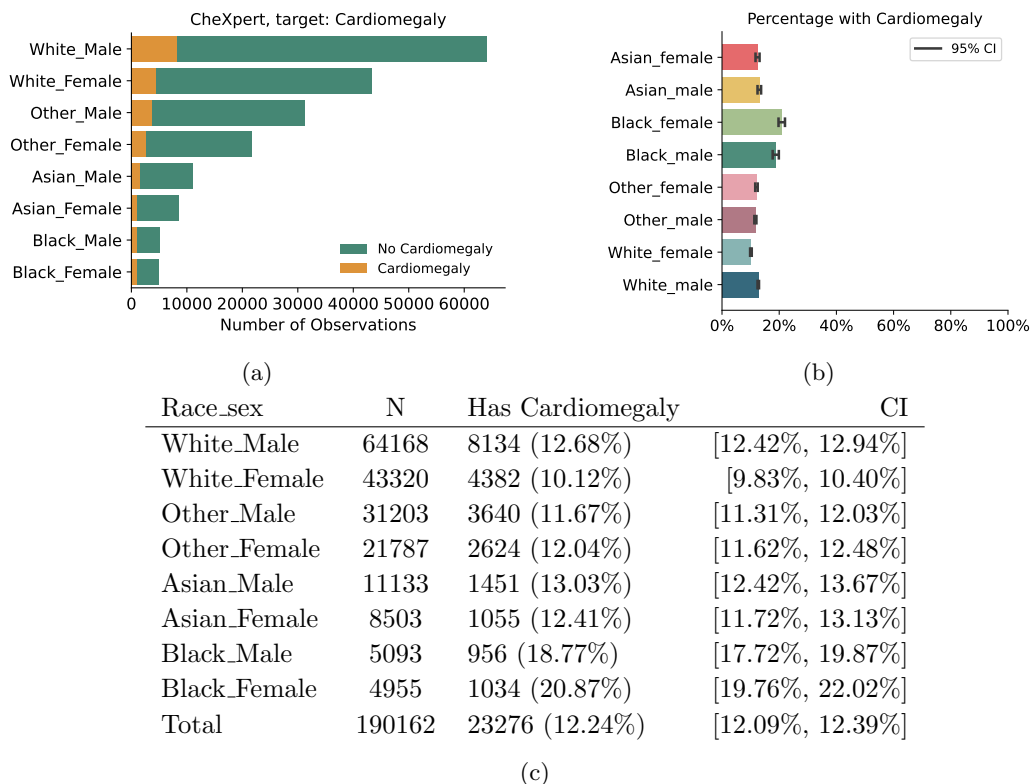 CheXpert, target: Cardiomegaly
White_Male
White_Female
Other_Male
Other_Female
Asian_Male
Asian_Female
Black_Male
Black_Female
No Cardiomegaly
Cardiomegaly
0 10000 20000 30000 40000 50000 60000
Number of Observations
(a)
Percentage with Cardiomegaly
95% CI
Asian_female
Asian_male
Black_female
Black_male
Other_female
Other_male
White_female
White_male
0% 20% 40% 60% 80% 100%
(b)
Race_sex N Has Cardiomegaly CI
White_Male 64168 8134 (12.68%) [12.42%, 12.94%]
White_Female 43320 4382 (10.12%) [9.83%, 10.40%]
Other_Male 31203 3640 (11.67%) [11.31%, 12.03%]
Other_Female 21787 2624 (12.04%) [11.62%, 12.48%]
Asian_Male 11133 1451 (13.03%) [12.42%, 13.67%]
Asian_Female 8503 1055 (12.41%) [11.72%, 13.13%]
Black_Male 5093 956 (18.77%) [17.72%, 19.87%]
Black_Female 4955 1034 (20.87%) [19.76%, 22.02%]
Total 190162 23276 (12.24%) [12.09%, 12.39%]
(c)